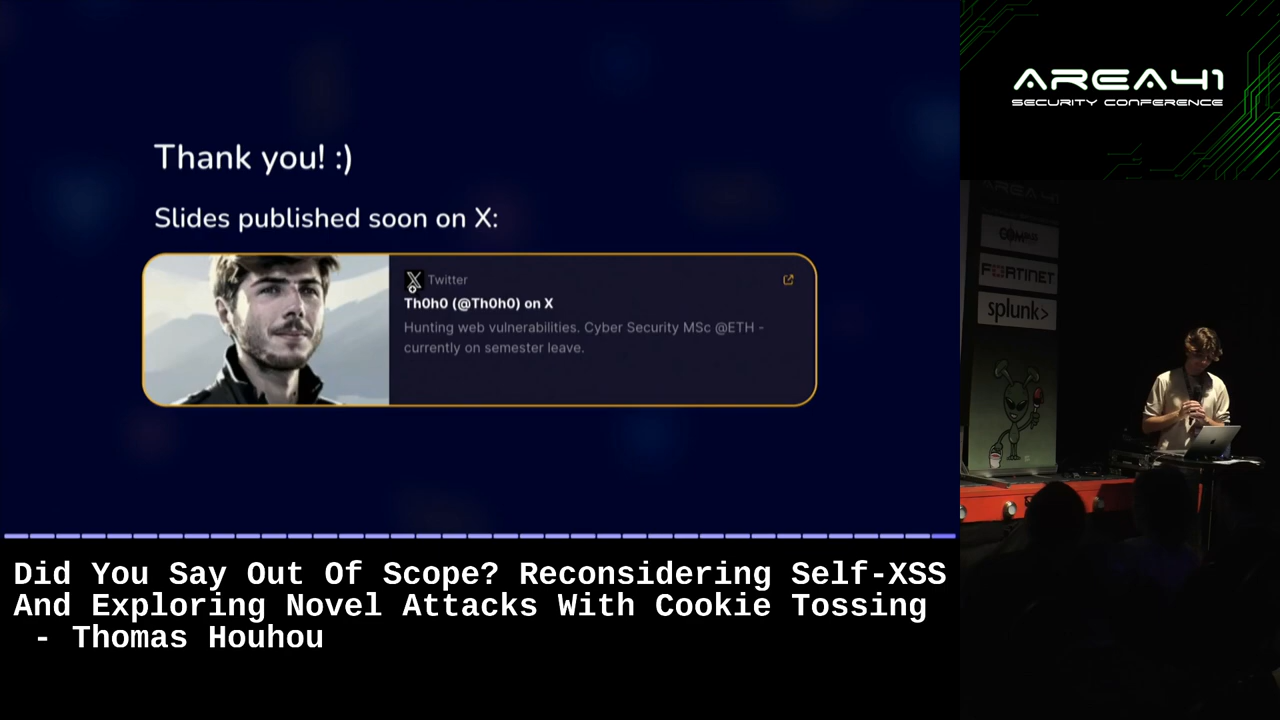 Thank you! :)
Slides published soon on X:
Twitter
Th0h0 (@Th0h0) on X
Hunting web vulnerabilities. Cyber Security MSc @ETH -
currently on semester leave.
Did You Say Out Of Scope? Reconsidering Self-XSS
And Exploring Novel Attacks With Cookie Tossing
- Thomas Houhou
AREA41
SECURITY CONFERENCE
AREA41
FORTINET
splunk>